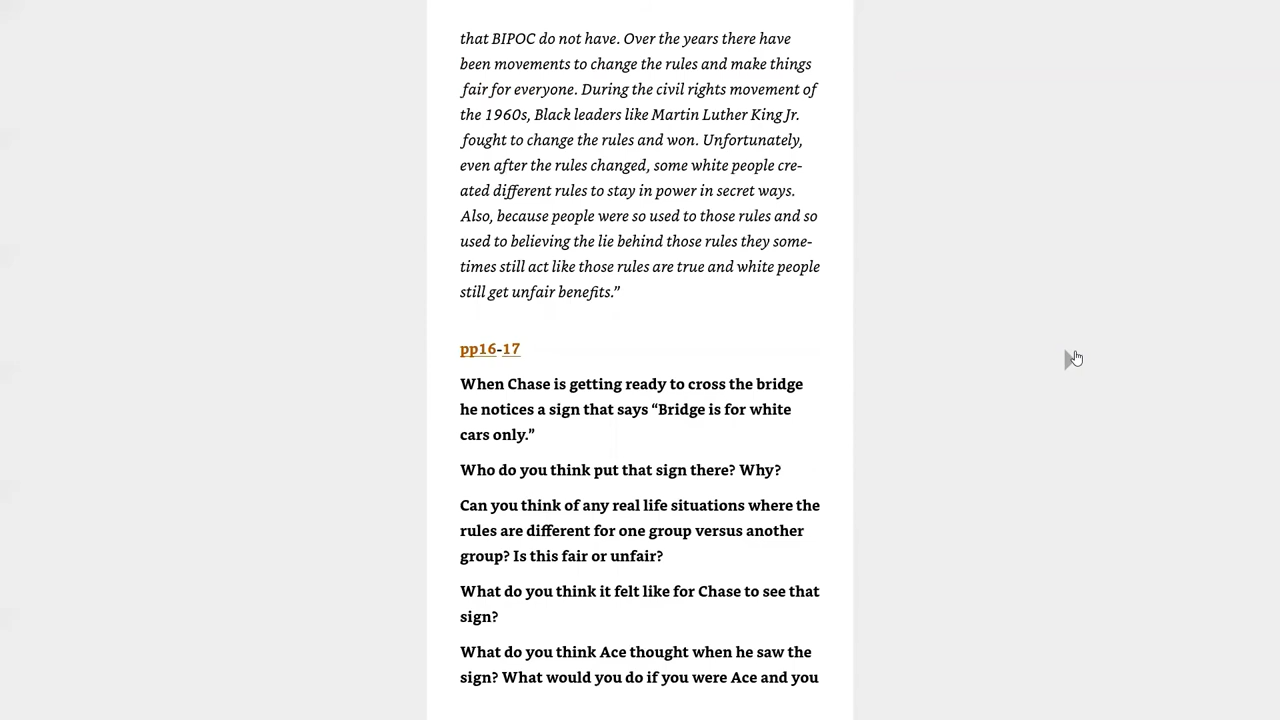 that BIPOC do not have. Over the years there have
been movements to change the rules and make things
fair for everyone. During the civil rights movement of
the 1960s, Black leaders like Martin Luther King Jr.
fought to change the rules and won. Unfortunately,
even after the rules changed, some white people cre-
ated different rules to stay in power in secret ways.
Also, because people were so used to those rules and so
used to believing the lie behind those rules they some-
times still act like those rules are true and white people
still get unfair benefits.”
pp16-17
When Chase is getting ready to cross the bridge
he notices a sign that says “Bridge is for white
cars only.”
Who do you think put that sign there? Why?
Can you think of any real life situations where the
rules are different for one group versus another
group? Is this fair or unfair?
What do you think it felt like for Chase to see that
sign?
What do you think Ace thought when he saw the
sign? What would you do if you were Ace and you